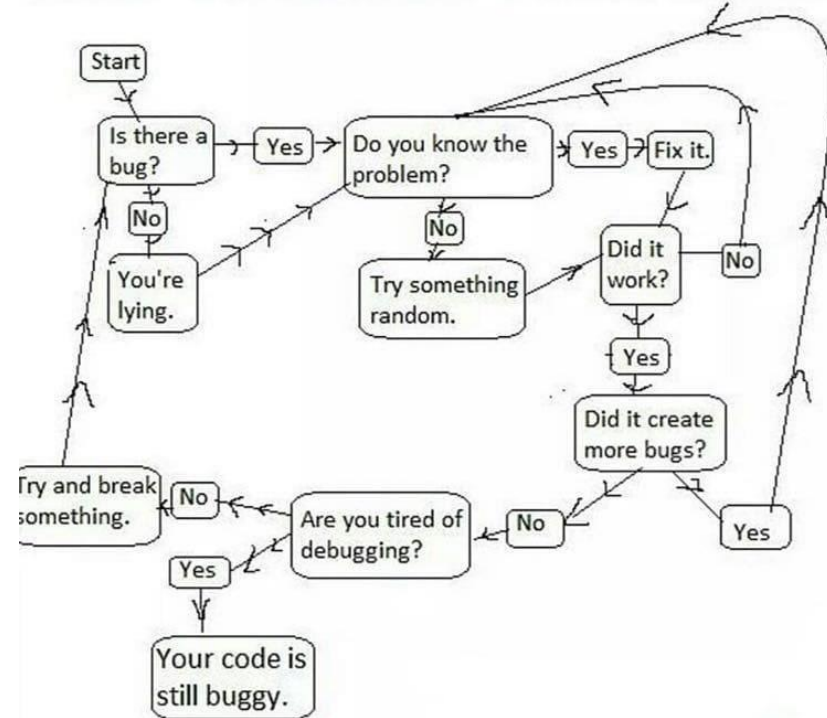 Start
Is there a
bug?
Yes
Do you know the
problem?
Yes
Fix it.
No
You're
lying.
No
Try something
random.
Did it
work?
No
Yes
Did it create
more bugs?
Try and break
something.
No
Are you tired of
debugging?
No
Yes
Yes
Your code is
still buggy.